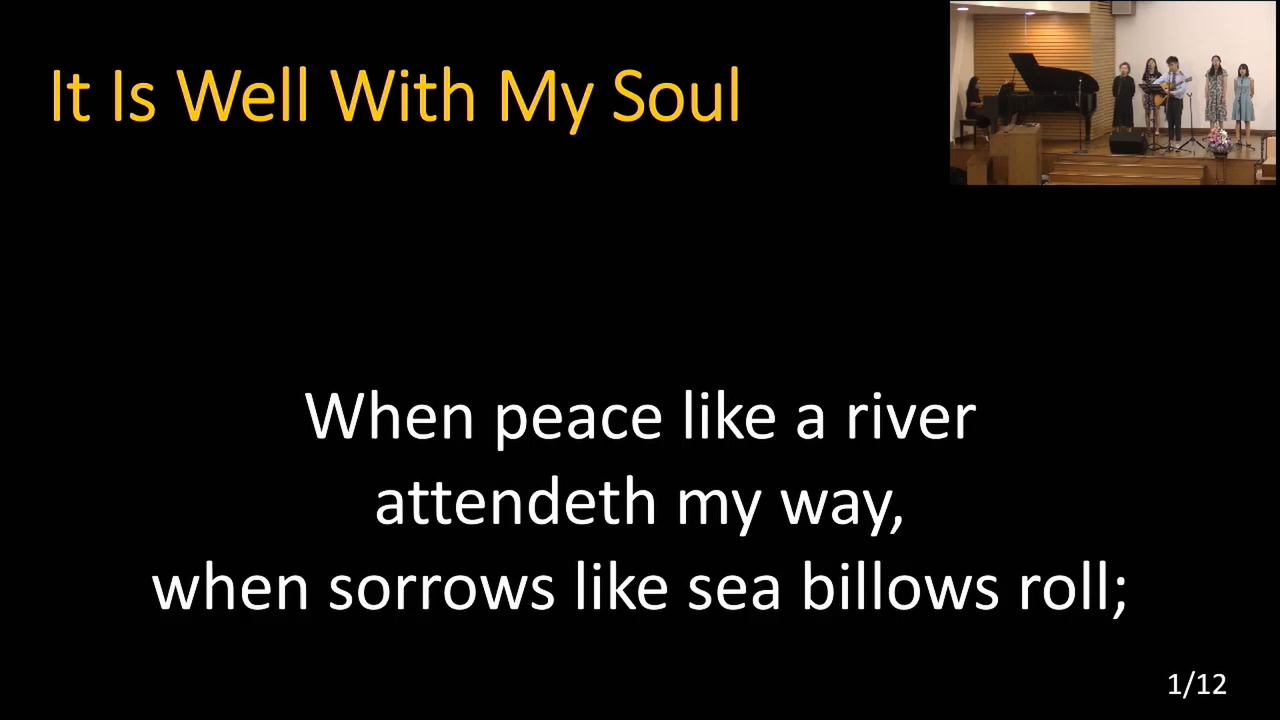 It Is Well With My Soul
When peace like a river
attendeth my way,
when sorrows like sea billows roll;
1/12